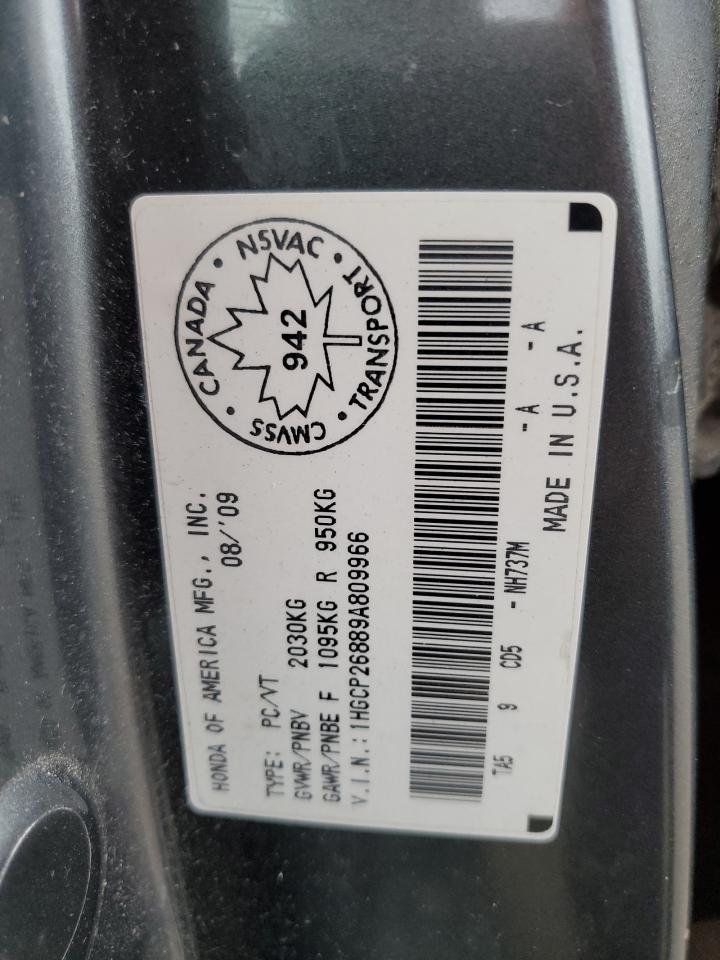 HONDA OF AMERICA MFG., INC.
08/'09
TYPE: PC/VT
GVWR/PNBV 2030KG
GAWR/PNBE F 1095KG R 950KG
V.I.N.: 1HGCP26889A809966
CANADA • NSVAC • TRANSPORT • CMVSS •
942
TA5 9 CD5 - NH737M - A - A
MADE IN U.S.A.